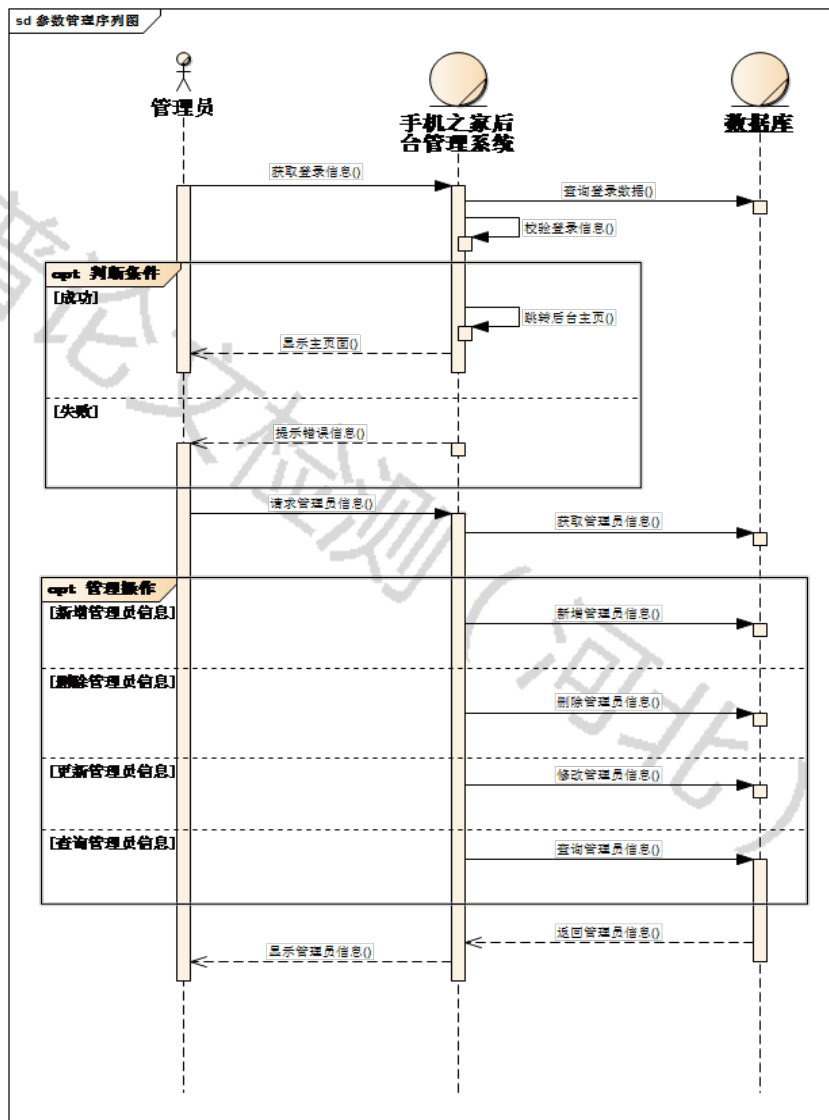 sd 参数管理序列图
管理员
手机之家后
台管理系统
数据库
获取登录信息()
查询登录数据()
校验登录信息()
opt 判断条件
[成功]
跳转后台主页()
显示主页面()
[失败]
提示错误信息()
请求管理员信息()
获取管理员信息()
opt 管理操作
[新增管理员信息]
新增管理员信息()
[删除管理员信息]
删除管理员信息()
[更新管理员信息]
修改管理员信息()
[查询管理员信息]
查询管理员信息()
返回管理员信息()
显示管理员信息()
论文检测（河北）